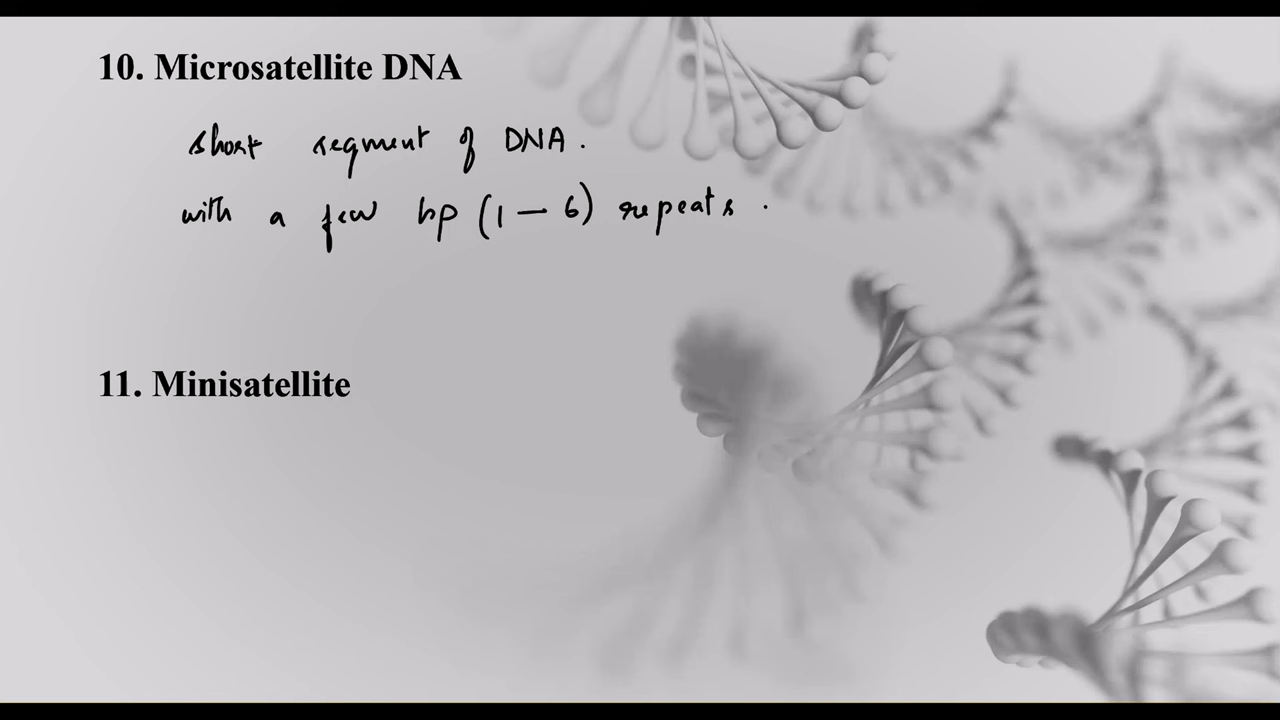 10. Microsatellite DNA
short segment of DNA.
with a few bp (1 – 6) repeats.
11. Minisatellite